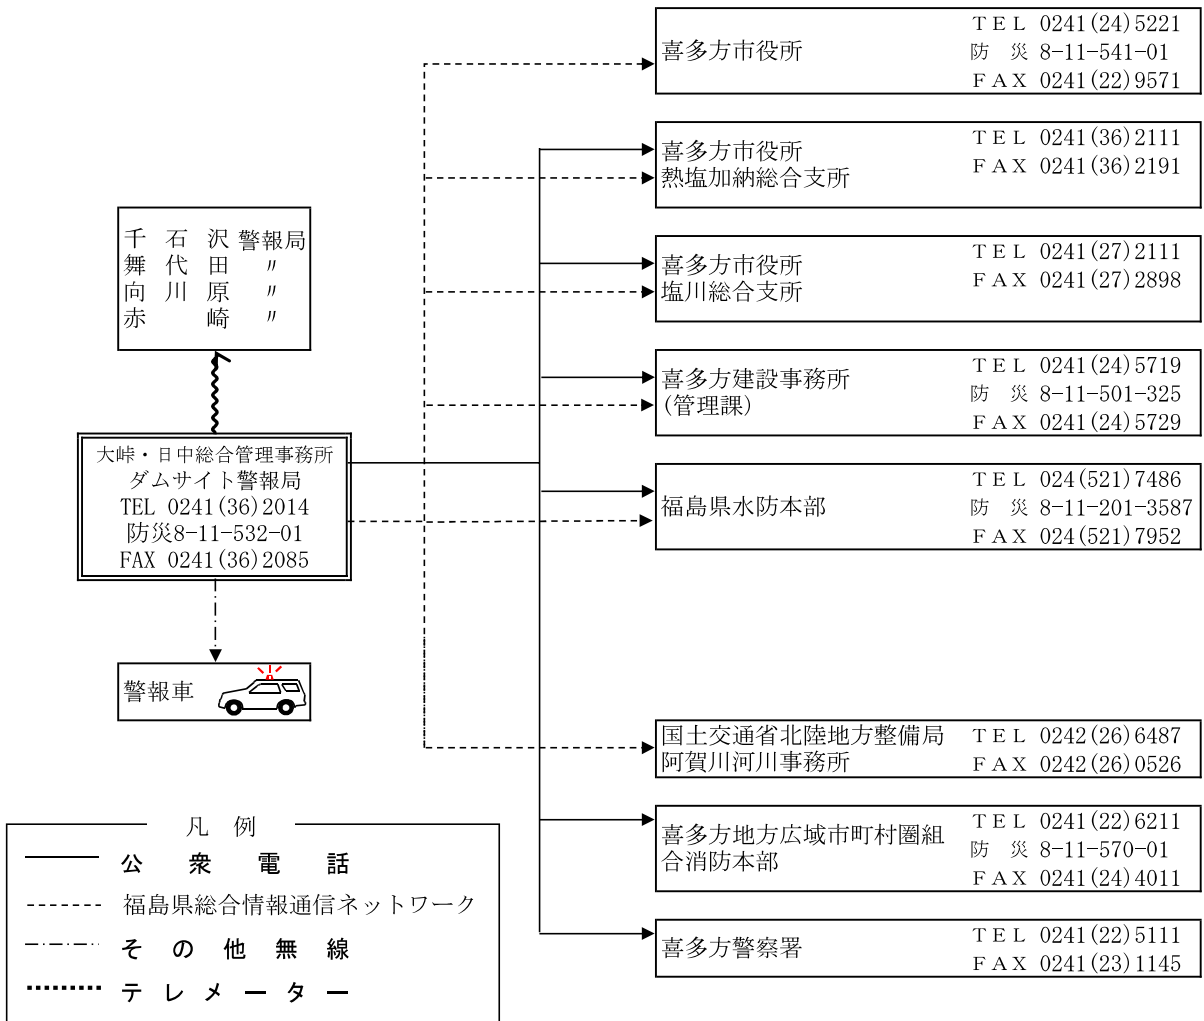 喜多方市役所
ＴＥＬ 0241(24)5221
防　災 8-11-541-01
ＦＡＸ 0241(22)9571
喜多方市役所
熱塩加納総合支所
ＴＥＬ 0241(36)2111
ＦＡＸ 0241(36)2191
千　石　沢 警報局
舞　代　田　〃
向　川　原　〃
赤　　　崎　〃
喜多方市役所
塩川総合支所
ＴＥＬ 0241(27)2111
ＦＡＸ 0241(27)2898
喜多方建設事務所
(管理課)
ＴＥＬ 0241(24)5719
防　災 8-11-501-325
ＦＡＸ 0241(24)5729
大峠・日中総合管理事務所
ダムサイト警報局
TEL 0241(36)2014
防災8-11-532-01
FAX 0241(36)2085
福島県水防本部
ＴＥＬ 024(521)7486
防　災 8-11-201-3587
ＦＡＸ 024(521)7952
警報車
国土交通省北陸地方整備局
阿賀川河川事務所
ＴＥＬ 0242(26)6487
ＦＡＸ 0242(26)0526
喜多方地方広域市町村圏組
合消防本部
ＴＥＬ 0241(22)6211
防　災 8-11-570-01
ＦＡＸ 0241(24)4011
喜多方警察署
ＴＥＬ 0241(22)5111
ＦＡＸ 0241(23)1145
凡　例
公　衆　電　話
福島県総合情報通信ネットワーク
そ　の　他　無　線
テ　レ　メ　ー　タ　ー